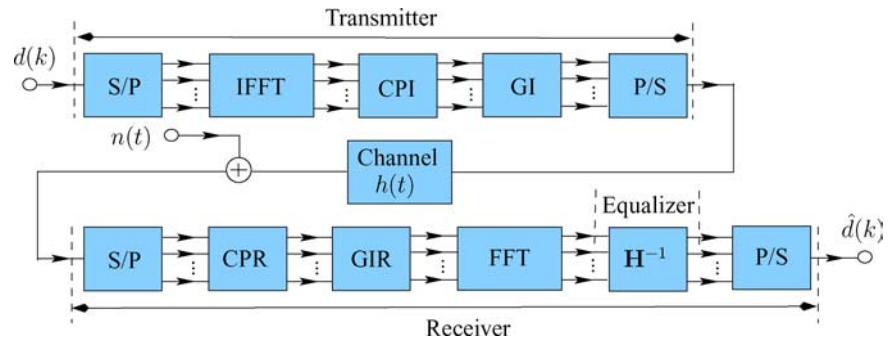 Transmitter
d(k)
S/P
IFFT
CPI
GI
P/S
n(t)
Channel
h(t)
Equalizer
S/P
CPR
GIR
FFT
H⁻¹
P/S
d̂(k)
Receiver